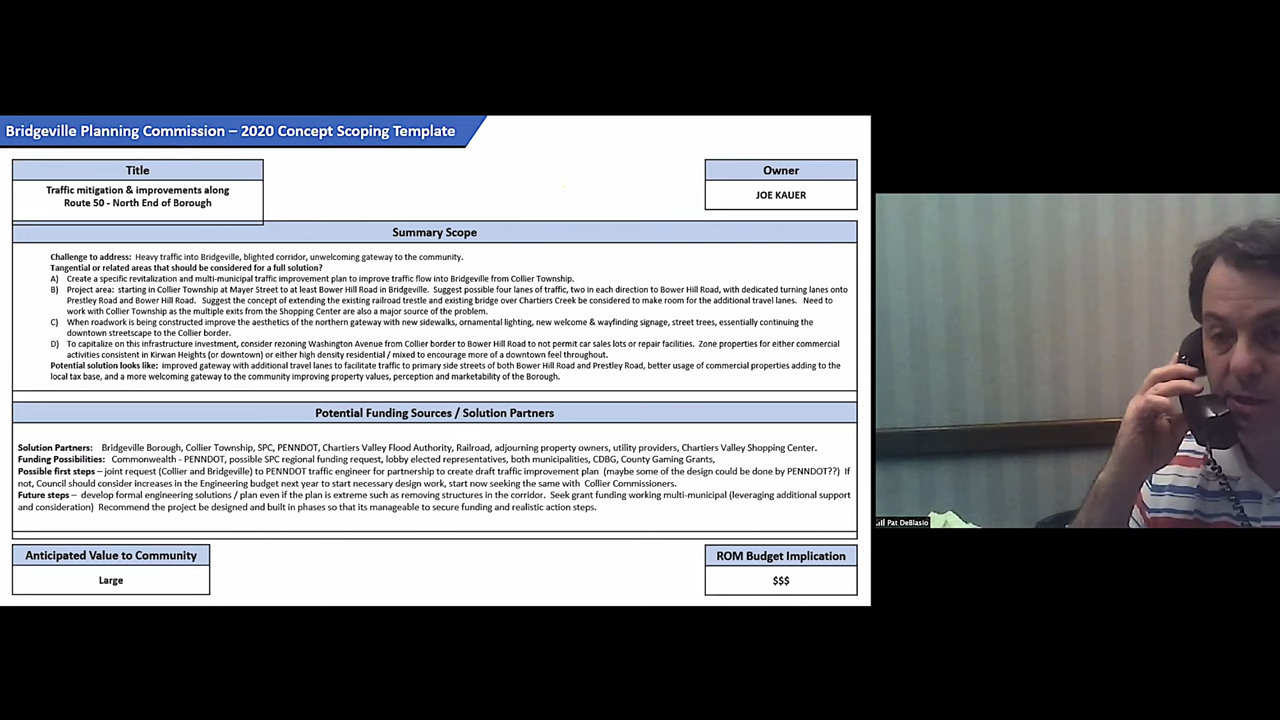 Bridgeville Planning Commission – 2020 Concept Scoping Template
Title
Traffic mitigation & improvements along
Route 50 - North End of Borough
Owner
JOE KAUER
Summary Scope
Challenge to address: Heavy traffic into Bridgeville, blighted corridor, unwelcoming gateway to the community.
Tangential or related areas that should be considered for a full solution?
A) Create a specific revitalization and multi-municipal traffic improvement plan to improve traffic flow into Bridgeville from Collier Township.
B) Project area: starting in Collier Township at Mayer Street to at least Bower Hill Road in Bridgeville. Suggest possible four lanes of traffic, two in each direction to Bower Hill Road, with dedicated turning lanes onto
Prestley Road and Bower Hill Road. Suggest the concept of extending the existing railroad trestle and existing bridge over Chartiers Creek be considered to make room for the additional travel lanes. Need to
work with Collier Township as the multiple exits from the Shopping Center are also a major source of the problem.
C) When roadwork is being constructed improve the aesthetics of the northern gateway with new sidewalks, ornamental lighting, new welcome & wayfinding signage, street trees, essentially continuing the
downtown streetscape to the Collier border.
D) To capitalize on this infrastructure investment, consider rezoning Washington Avenue from Collier border to Bower Hill Road to not permit car sales lots or repair facilities. Zone properties for either commercial
activities consistent in Kirwan Heights (or downtown) or either high density residential / mixed to encourage more of a downtown feel throughout.
Potential solution looks like: improved gateway with additional travel lanes to facilitate traffic to primary side streets of both Bower Hill Road and Prestley Road, better usage of commercial properties adding to the
local tax base, and a more welcoming gateway to the community improving property values, perception and marketability of the Borough.
Potential Funding Sources / Solution Partners
Solution Partners: Bridgeville Borough, Collier Township, SPC, PENNDOT, Chartiers Valley Flood Authority, Railroad, adjourning property owners, utility providers, Chartiers Valley Shopping Center.
Funding Possibilities: Commonwealth - PENNDOT, possible SPC regional funding request, lobby elected representatives, both municipalities, CDBG, County Gaming Grants,
Possible first steps – joint request (Collier and Bridgeville) to PENNDOT traffic engineer for partnership to create draft traffic improvement plan (maybe some of the design could be done by PENNDOT??) If
not, Council should consider increases in the Engineering budget next year to start necessary design work, start now seeking the same with Collier Commissioners.
Future steps – develop formal engineering solutions / plan even if the plan is extreme such as removing structures in the corridor. Seek grant funding working multi-municipal (leveraging additional support
and consideration) Recommend the project be designed and built in phases so that its manageable to secure funding and realistic action steps.
Anticipated Value to Community
Large
ROM Budget Implication
$$$
Pat DeBlasio